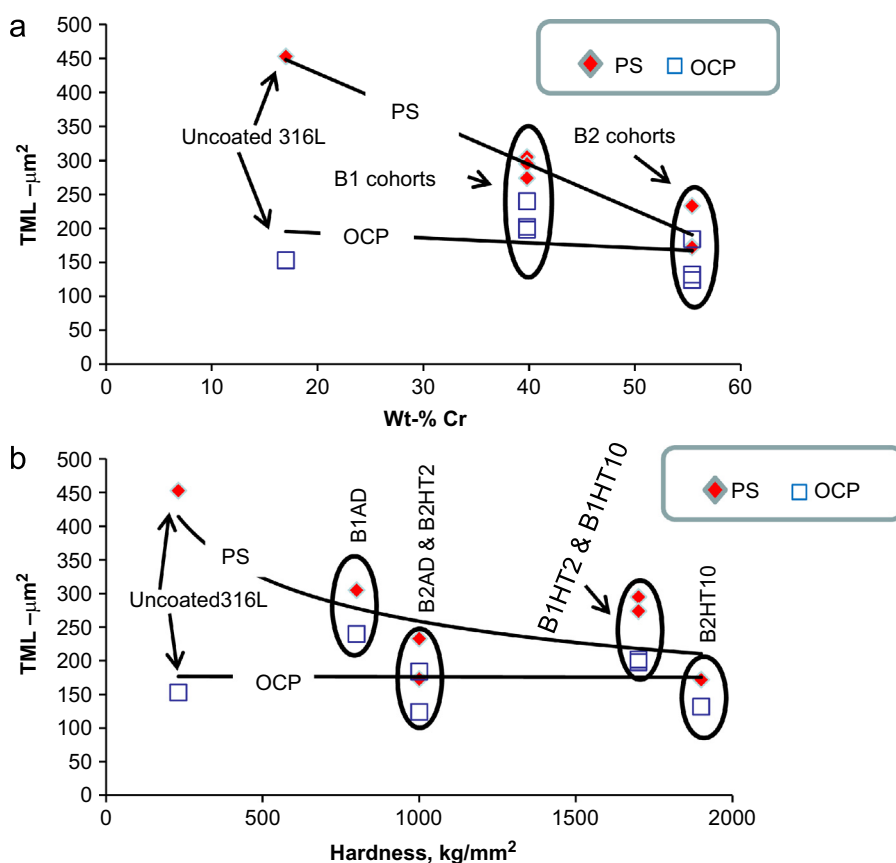 a
500
450
400
350
300
250
200
150
100
50
0
TML –μm²
PS OCP
PS
Uncoated 316L
B2 cohorts
B1 cohorts
OCP
0 10 20 30 40 50 60
Wt-% Cr
b
500
450
400
350
300
250
200
150
100
50
0
TML –μm²
PS OCP
B1AD
B2AD & B2HT2
B1HT2 & B1HT10
B2HT10
PS
Uncoated316L
OCP
0 500 1000 1500 2000
Hardness, kg/mm²